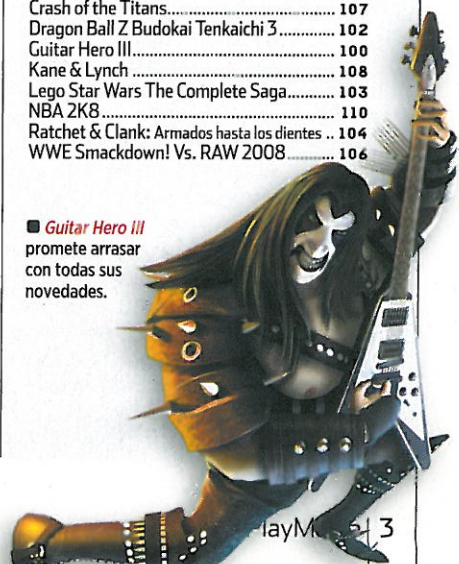 Crash of the Titans................................ 107
Dragon Ball Z Budokai Tenkaichi 3............. 102
Guitar Hero III........................................ 100
Kane & Lynch ........................................ 108
Lego Star Wars The Complete Saga........... 103
NBA 2K8............................................... 110
Ratchet & Clank: Armados hasta los dientes .. 104
WWE Smackdown! Vs. RAW 2008 .......... 106
Guitar Hero III
promete arrasar
con todas sus
novedades.
3